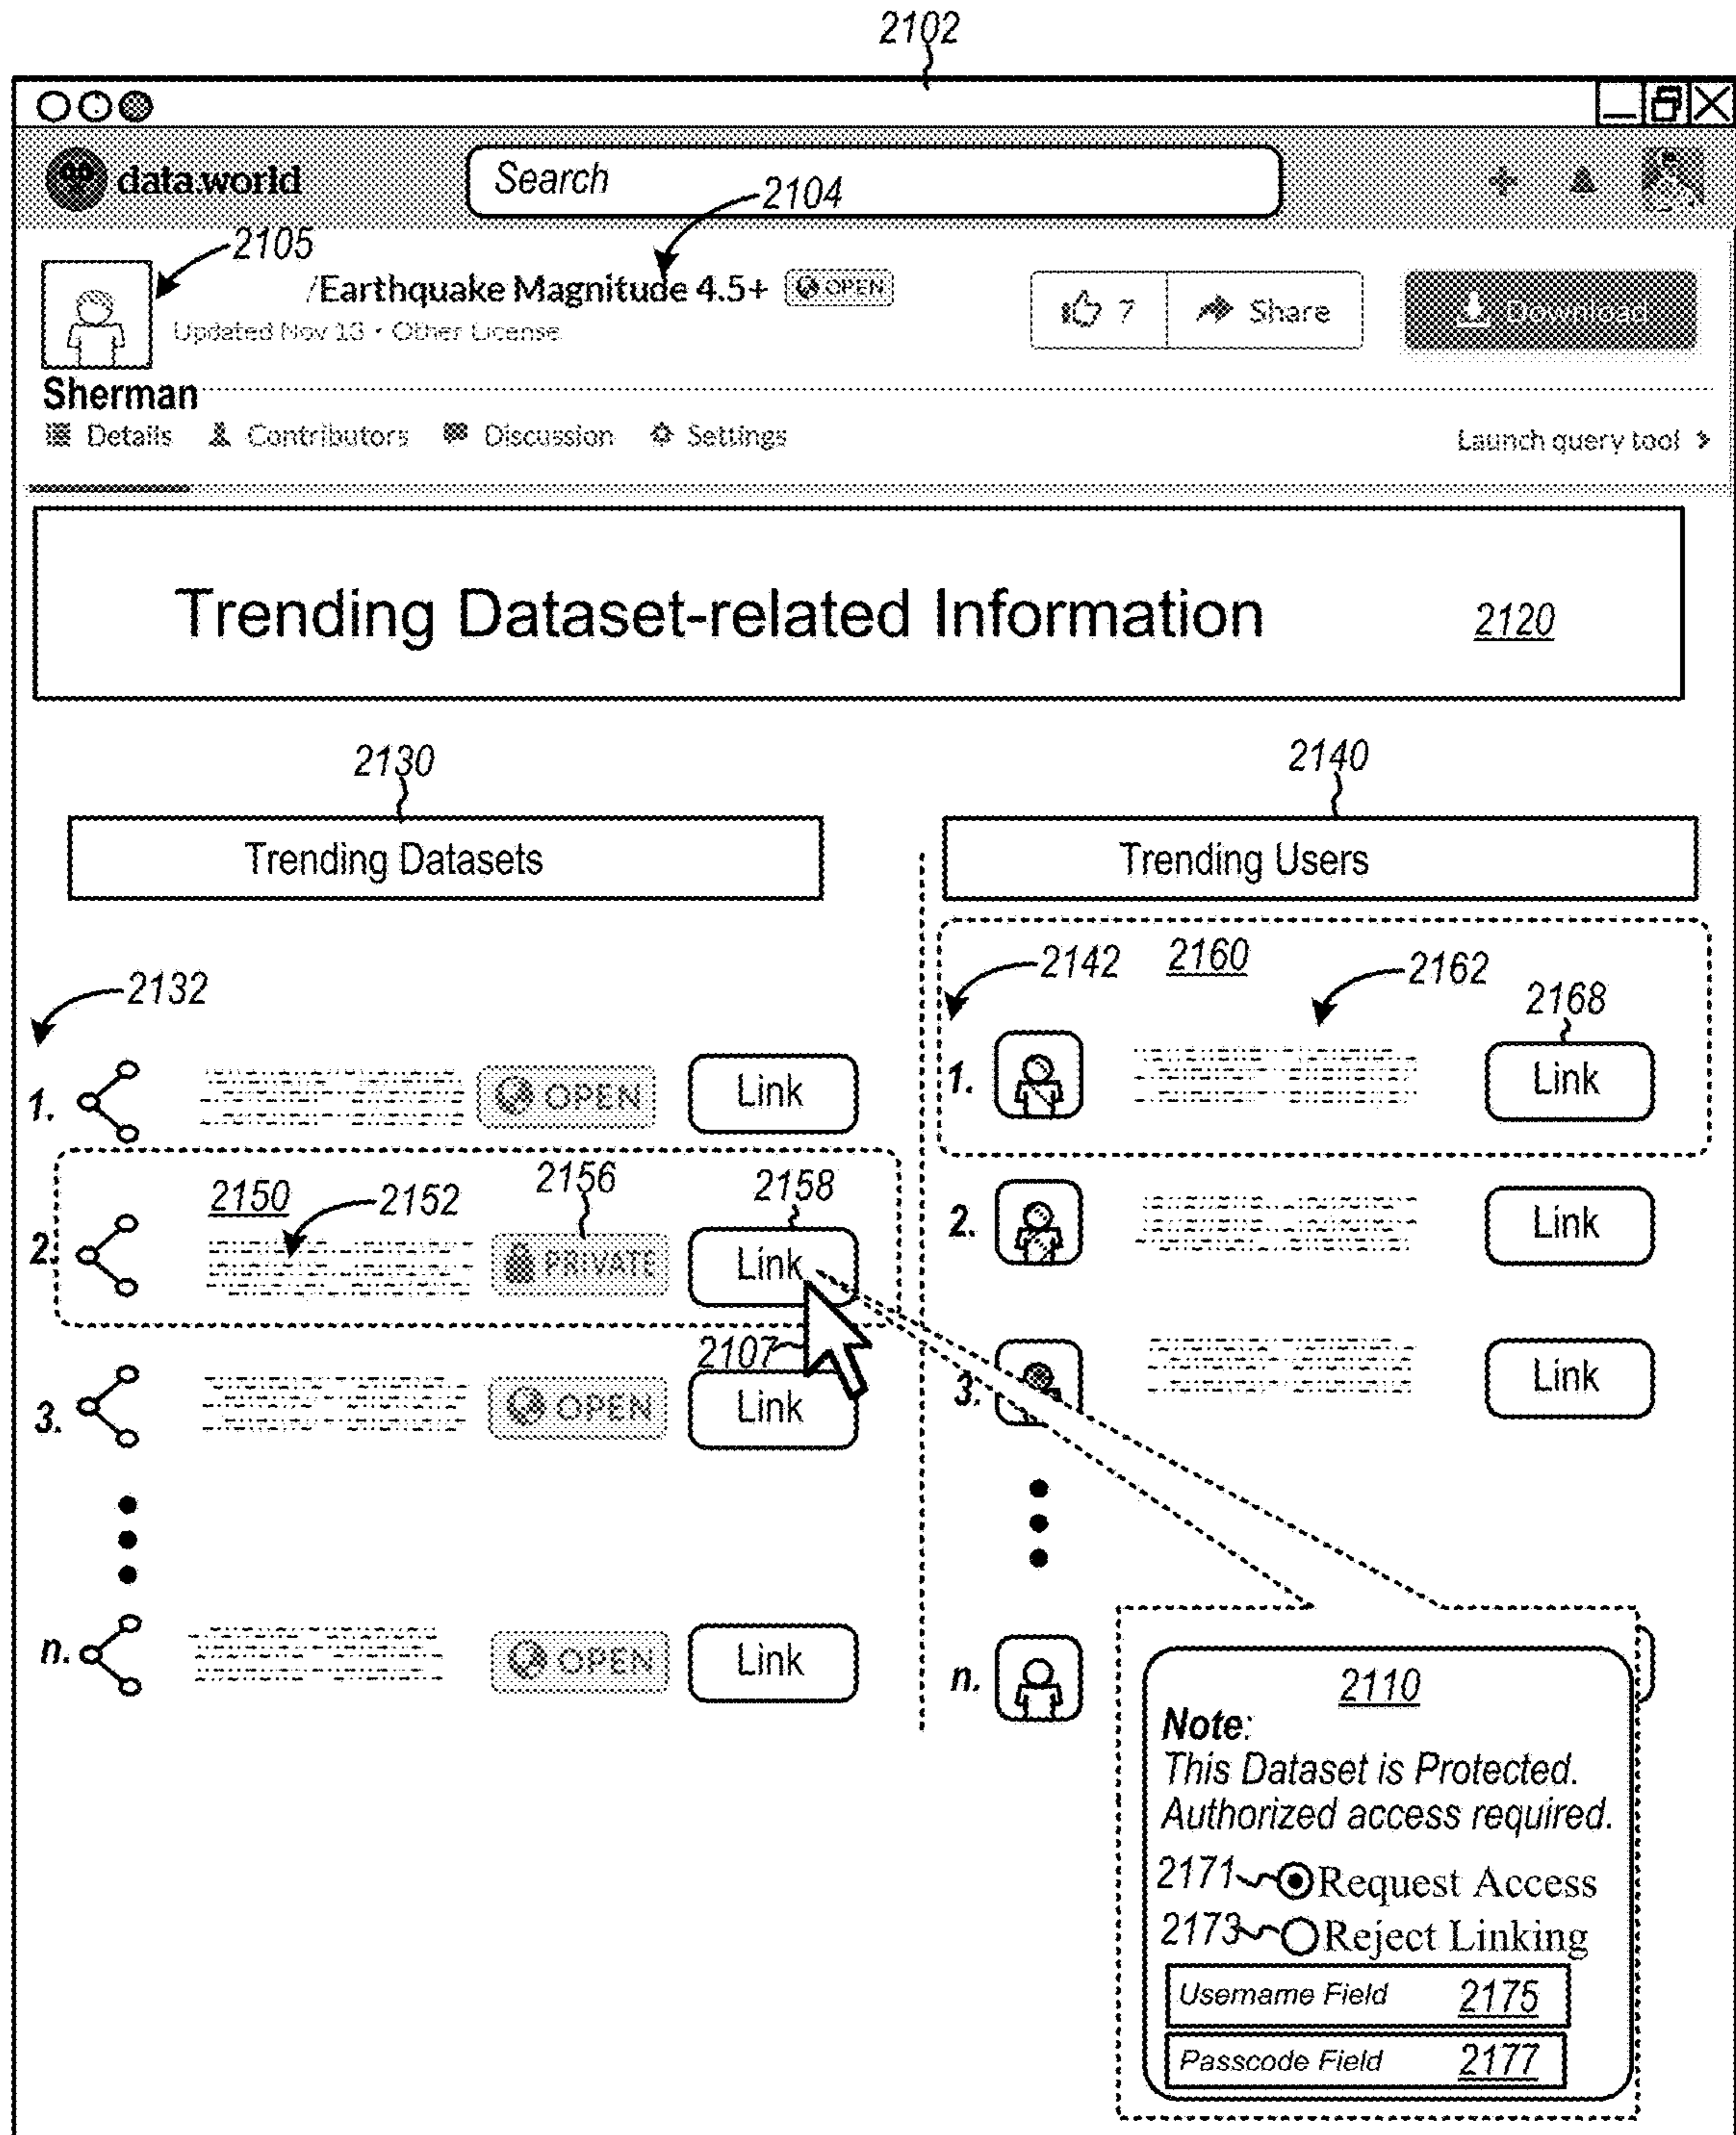 2102
data.world
Search
2104
2105
/Earthquake Magnitude 4.5+ OPEN
7 Share Download
Updated Nov 13 • Other License
Sherman
Details Contributors Discussion Settings Launch query tool >
Trending Dataset-related Information 2120
2130 2140
Trending Datasets Trending Users
2132 2142 2160 2162 2168
1. OPEN Link 1. Link
2150 2152 2156 2158
2. PRIVATE Link 2. Link
2107
3. OPEN Link 3. Link
n. OPEN Link n.
2110
Note:
This Dataset is Protected.
Authorized access required.
2171 Request Access
2173 Reject Linking
Username Field 2175
Passcode Field 2177